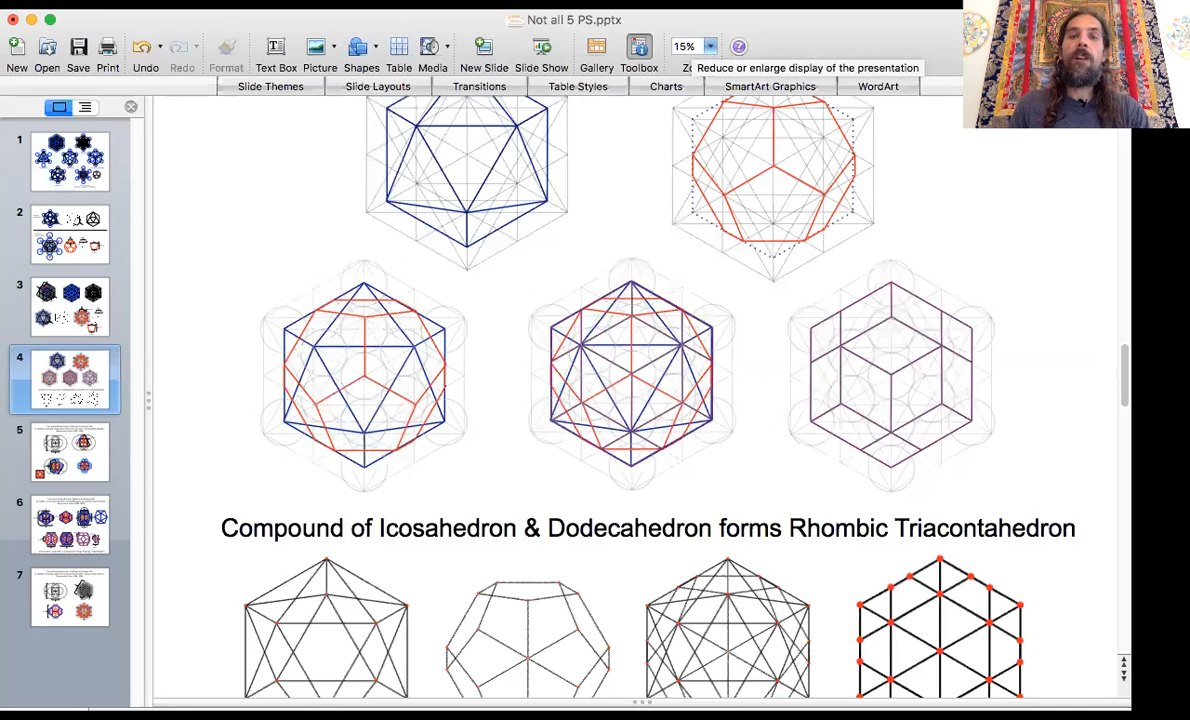 Not all 5 PS.pptx
New Open Save Print Undo Redo Format Text Box Picture Shapes Table Media New Slide Slide Show Gallery Toolbox 15% Zo
Reduce or enlarge display of the presentation
Slide Themes Slide Layouts Transitions Table Styles Charts SmartArt Graphics WordArt
1
2
3
4
5
6
7
Compound of Icosahedron & Dodecahedron forms Rhombic Triacontahedron